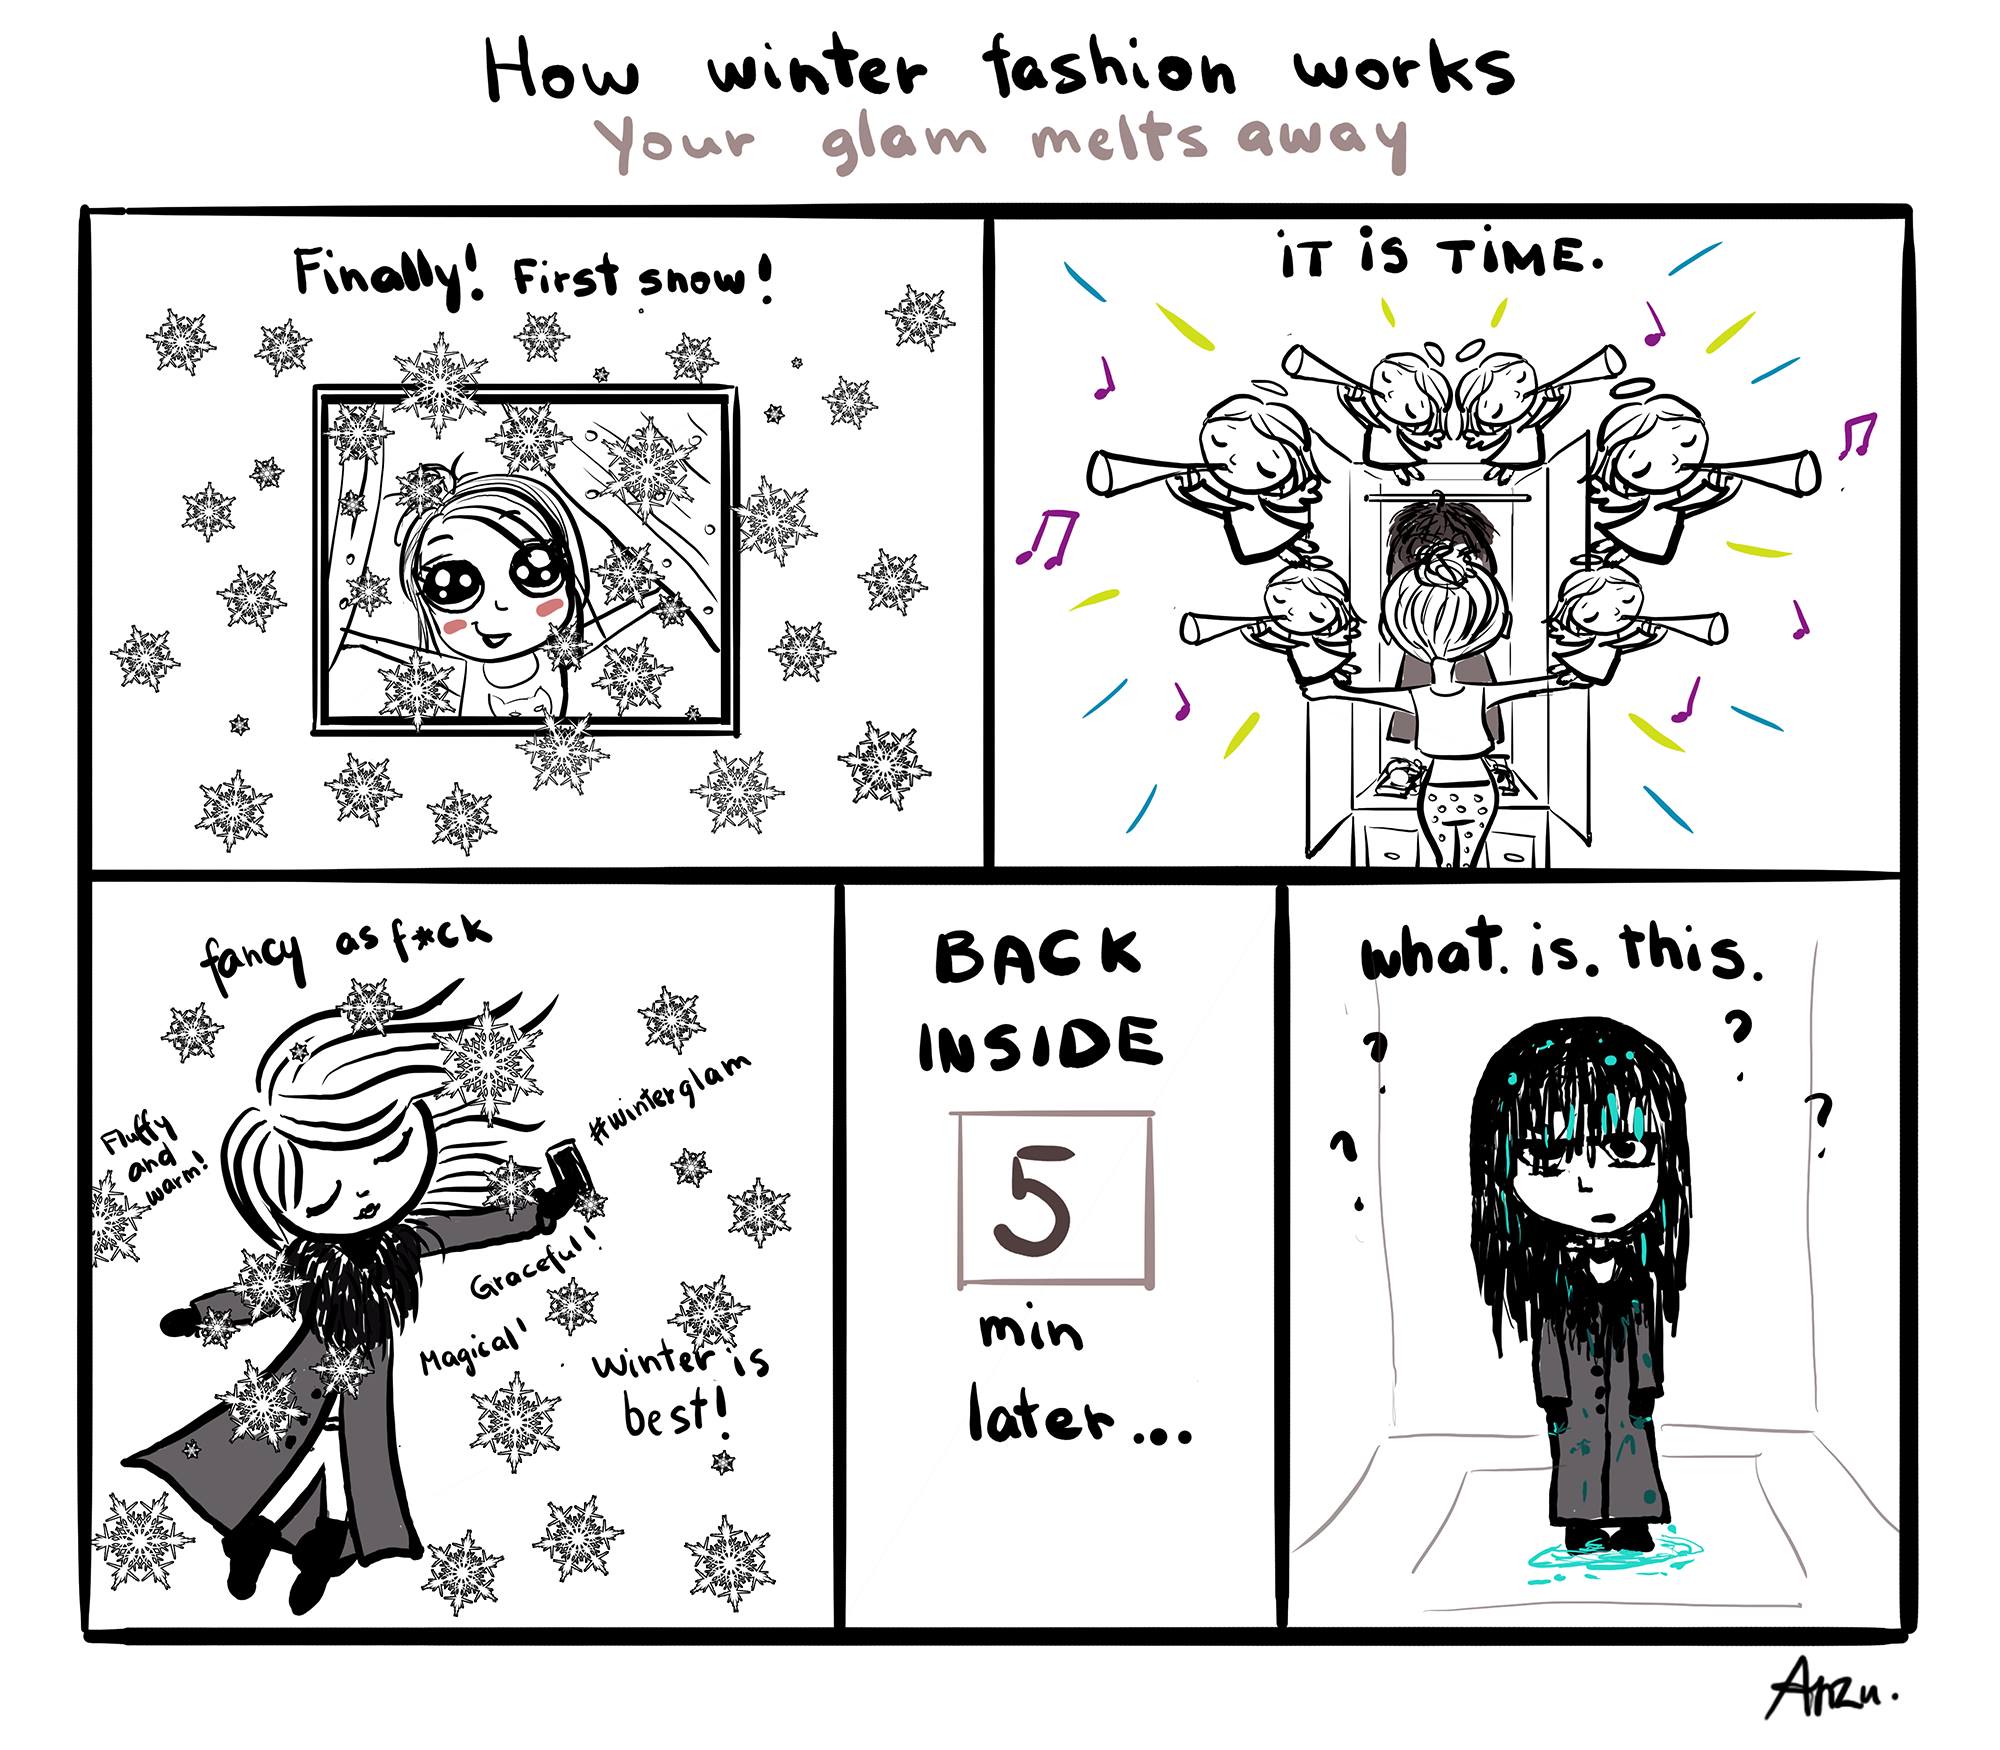 How winter fashion works
Your glam melts away
Finally! First snow!
iT iS TiME.
fancy as f*ck
Fluffy
and
warm!
#winterglam
Graceful!
Magical!
winter is
best!
BACK
INSIDE
5
min
later...
what. is. this.
? ? ? ?
Anzu.